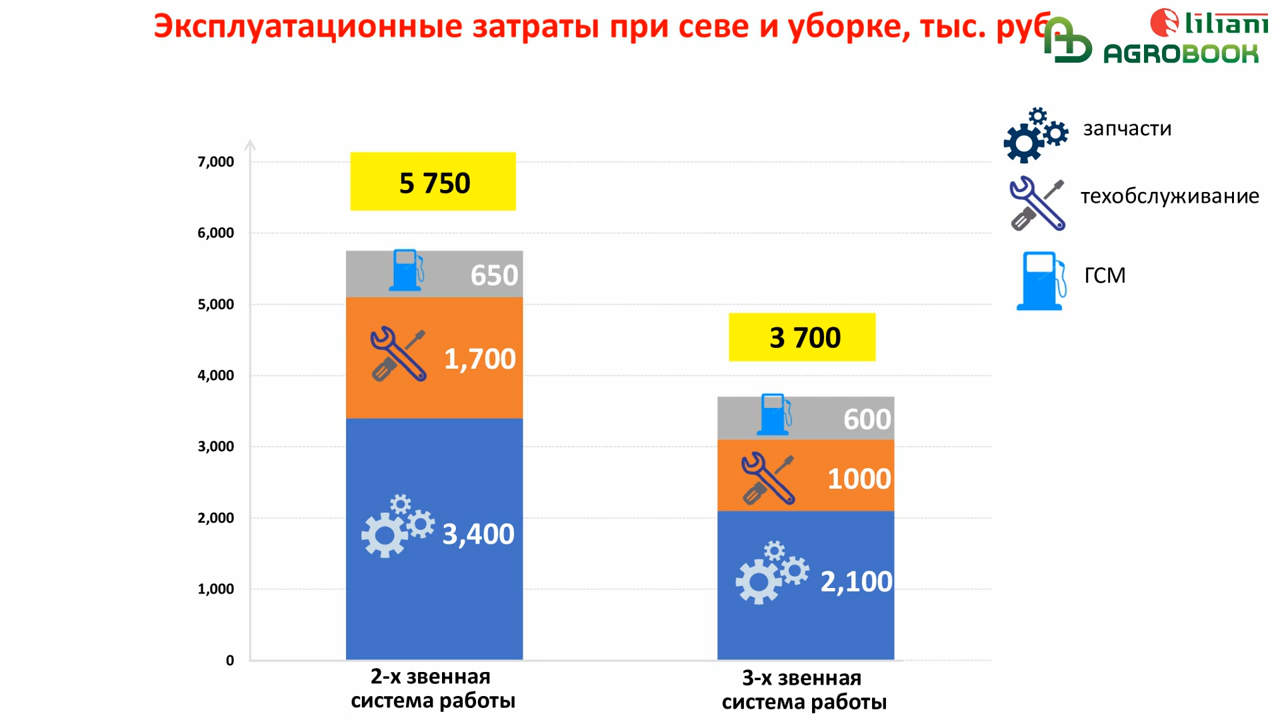 Эксплуатационные затраты при севе и уборке, тыс. руб.
liliani
AGROBOOK
запчасти
техобслуживание
ГСМ
7,000
6,000
5,000
4,000
3,000
2,000
1,000
0
5 750
650
1,700
3,400
3 700
600
1000
2,100
2-х звенная
система работы
3-х звенная
система работы